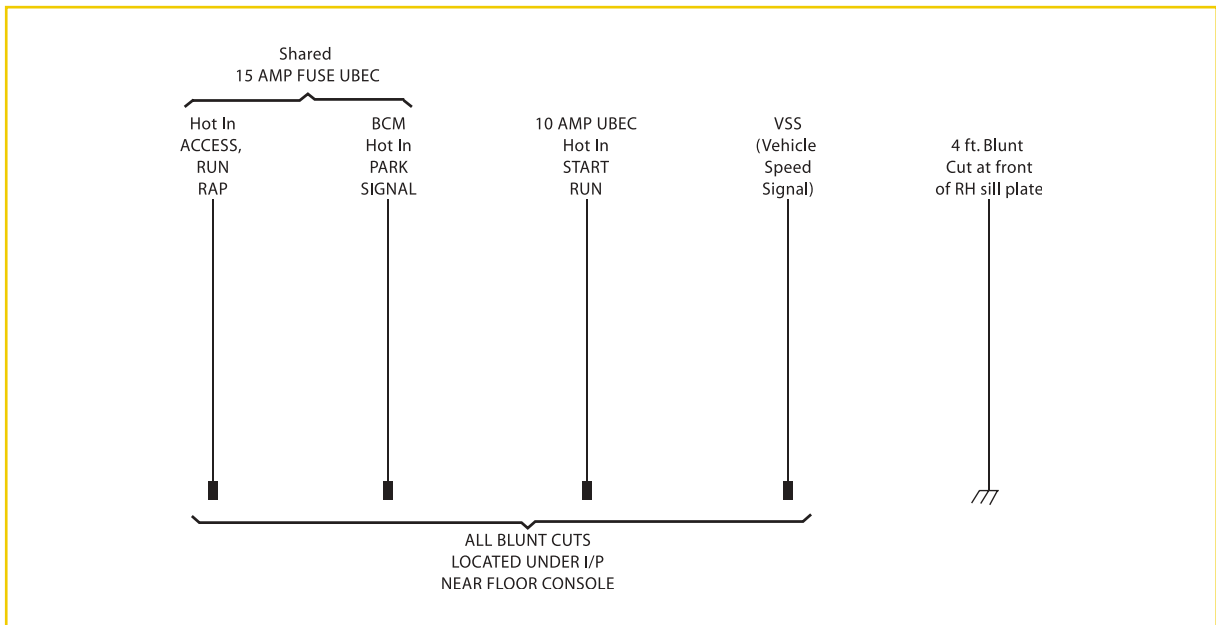 Shared
15 AMP FUSE UBEC
Hot In
ACCESS,
RUN
RAP
BCM
Hot In
PARK
SIGNAL
10 AMP UBEC
Hot In
START
RUN
VSS
(Vehicle
Speed
Signal)
4 ft. Blunt
Cut at front
of RH sill plate
ALL BLUNT CUTS
LOCATED UNDER I/P
NEAR FLOOR CONSOLE